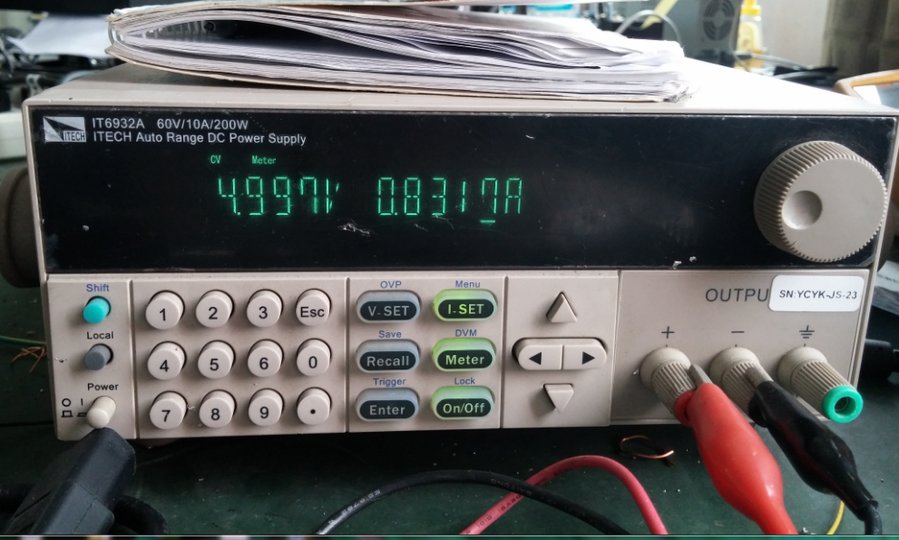 ITECH
IT6932A 60V/10A/200W
ITECH Auto Range DC Power Supply
CV Meter
4.997V 0.8317A
Shift
Local
Power
O I
1 2 3 Esc
4 5 6 0
7 8 9 •
OVP Menu
V-SET I-SET
Save DVM
Recall Meter
Trigger Lock
Enter On/Off
OUTPU
SN:YCYK-JS-23
+ −